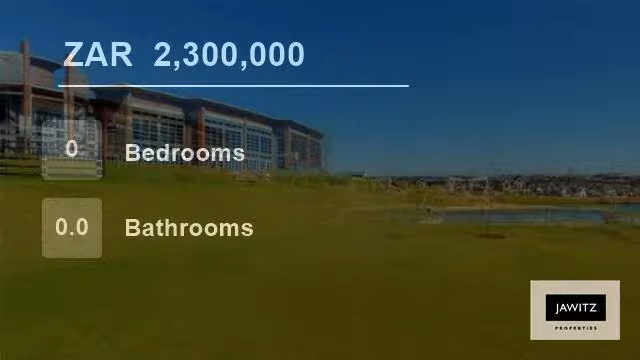 ZAR 2,300,000
0 Bedrooms
0.0 Bathrooms
JAWITZ
PROPERTIES